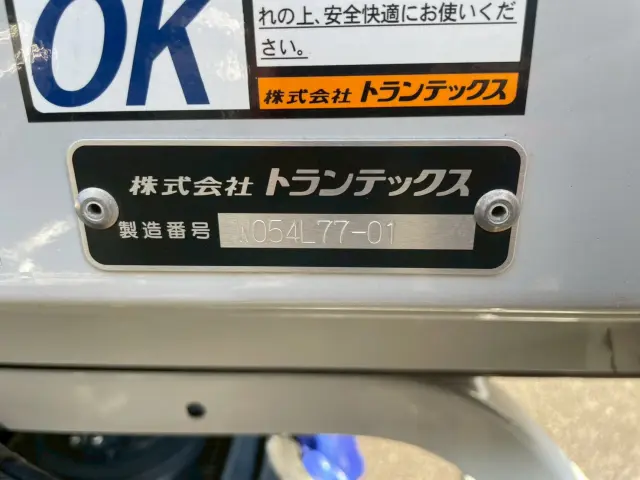 OK
れの上、安全快適にお使いくだ
さい。
株式会社 トランテックス
株式会社 トランテックス
製造番号 A054L77-01